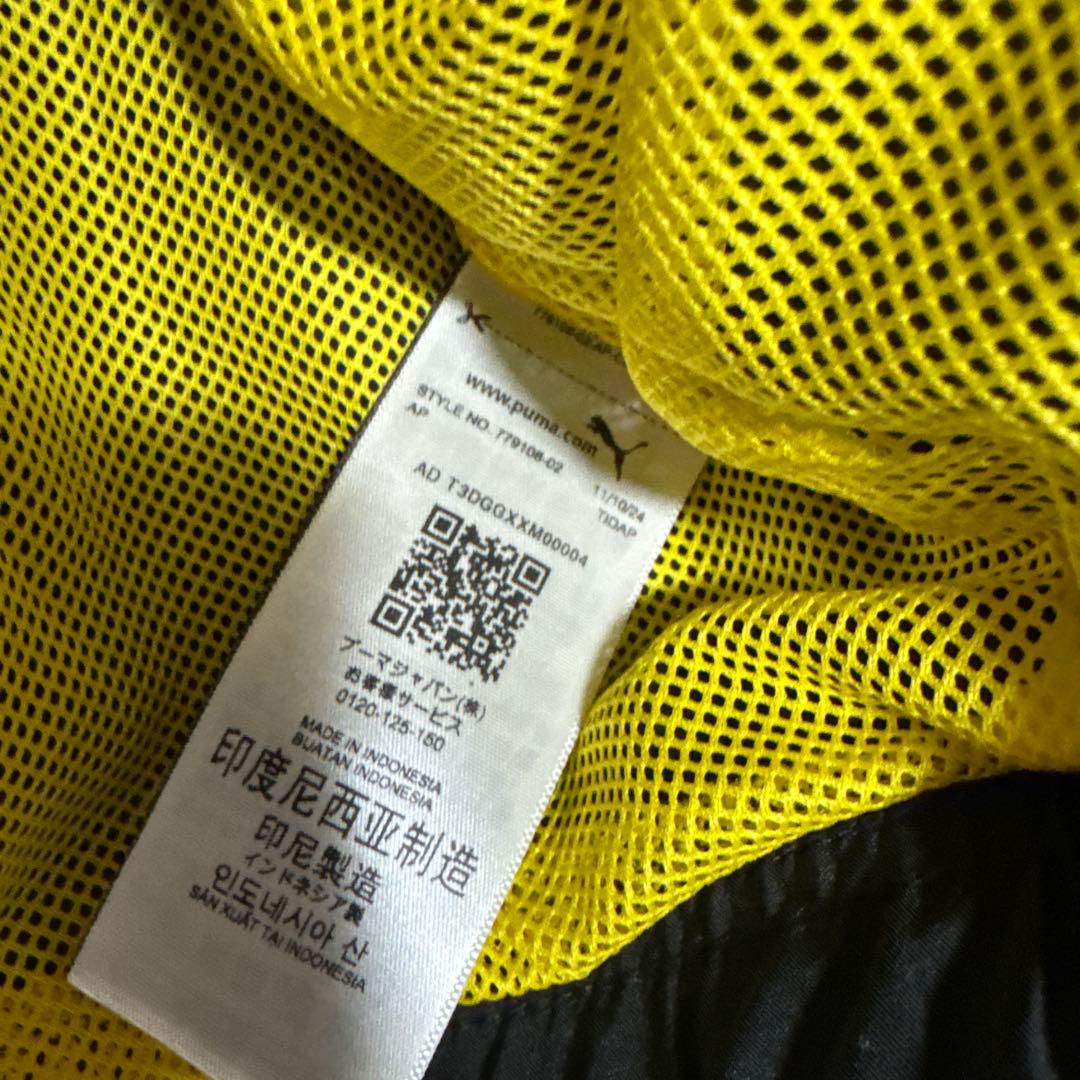 www.puma.com
STYLE NO. 779108-02
11/10/24
AP
TIDAP
AD T3DGGXXM00004
プーマジャパン(株)
お客様サービス
0120-125-150
MADE IN INDONESIA
BUATAN INDONESIA
印度尼西亚制造
印尼製造
インドネシア製
인도네시아 산
SẢN XUẤT TẠI INDONESIA